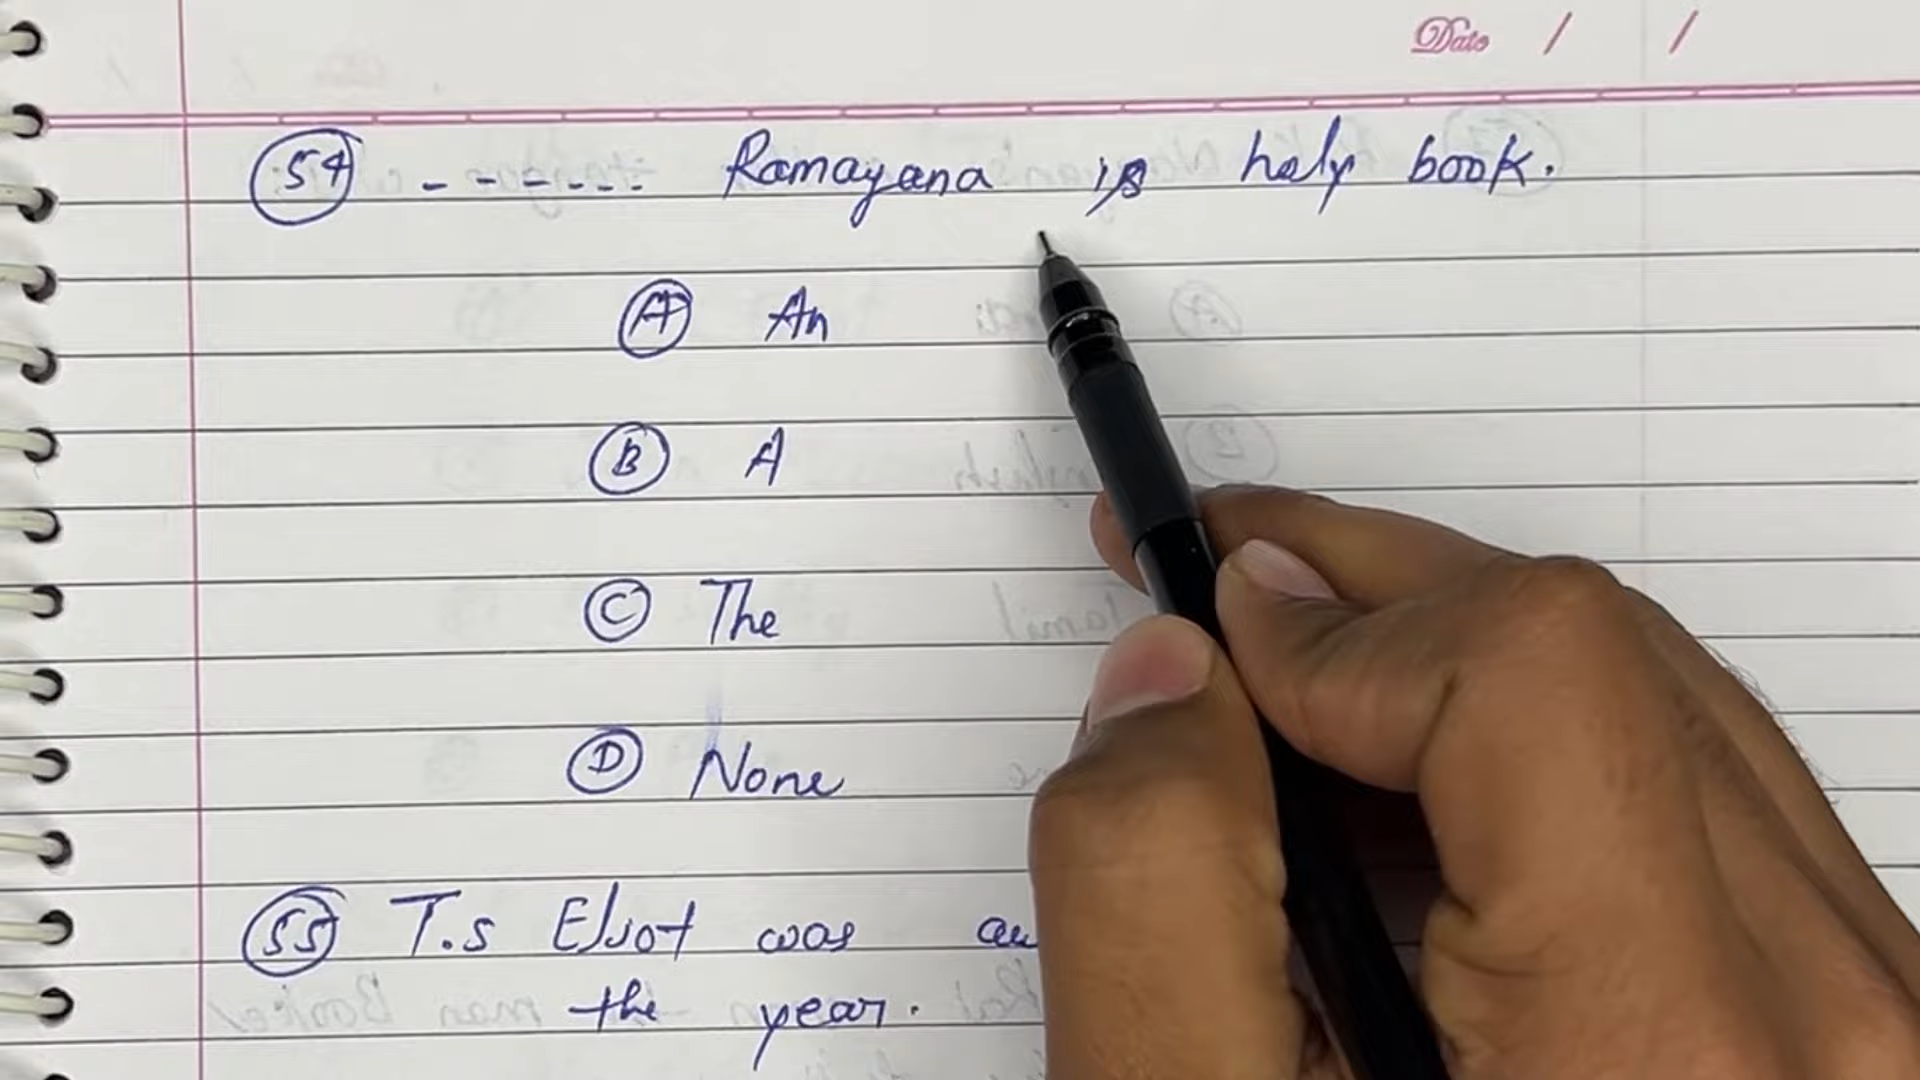 Date / /
54 ------ Ramayana is holy book.
A An
B A
C The
D None
55 T.s Eliot was
the year.